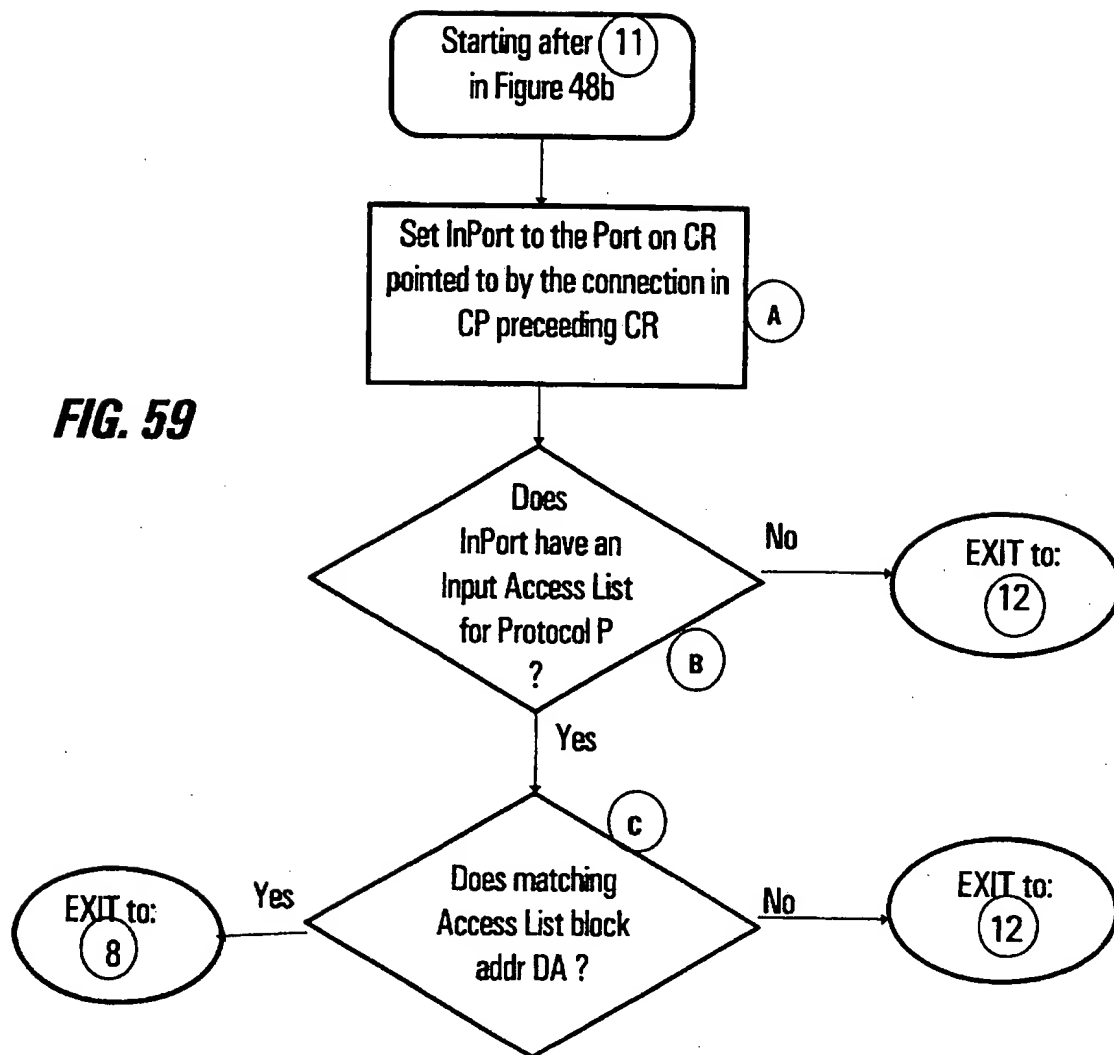 Starting after 11
in Figure 48b
Set InPort to the Port on CR
pointed to by the connection in
CP preceeding CR
A
FIG. 59
Does
InPort have an
Input Access List
for Protocol P
?
B
No
EXIT to:
12
Yes
C
Does matching
Access List block
addr DA ?
Yes
EXIT to:
8
No
EXIT to:
12